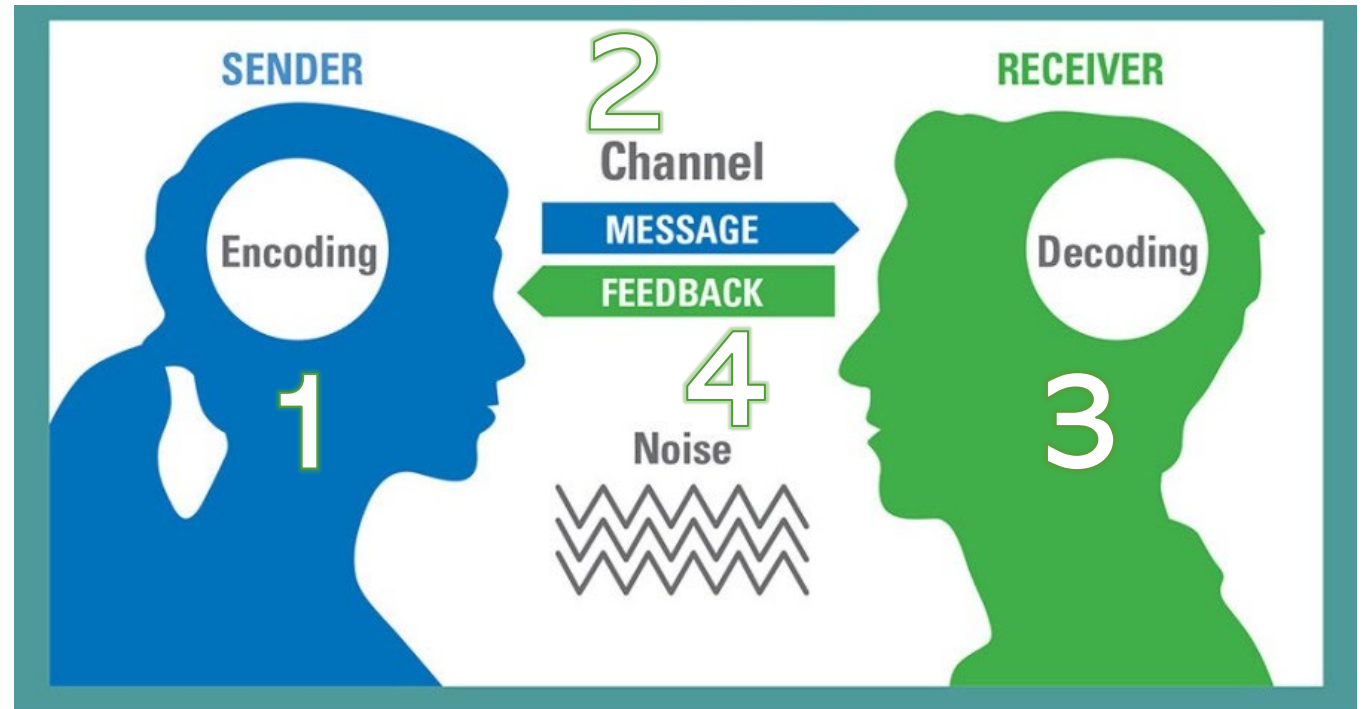 2
SENDER
RECEIVER
Channel
Encoding
MESSAGE
Decoding
FEEDBACK
1
4
3
Noise